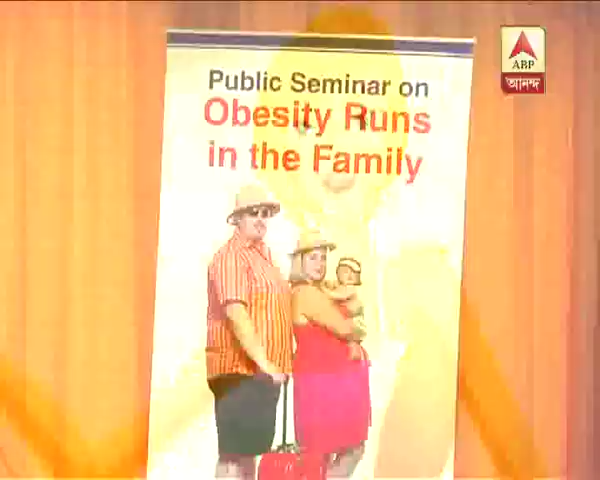 Public Seminar on
Obesity Runs
in the Family
ABP
আনন্দ